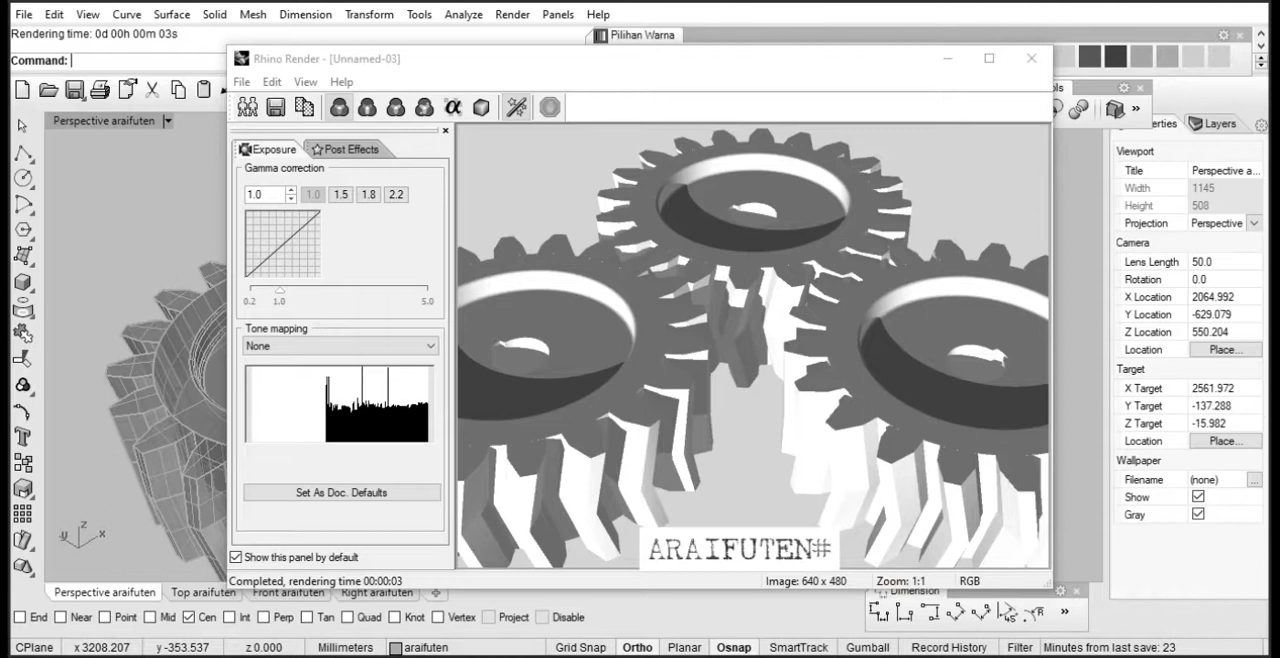 File Edit View Curve Surface Solid Mesh Dimension Transform Tools Analyze Render Panels Help
Rendering time: 0d 00h 00m 03s
Pilihan Warna
Command:
Rhino Render - [Unnamed-03]
File Edit View Help
Perspective araifuten
Exposure Post Effects
Gamma correction
1.0 1.0 1.5 1.8 2.2
0.2 1.0 5.0
Tone mapping
None
Set As Doc. Defaults
Show this panel by default
Completed, rendering time 00:00:03 Image: 640 x 480 Zoom: 1:1 RGB
ARAIFUTEN#
Layers
Viewport
Title Perspective a...
Width 1145
Height 508
Projection Perspective
Camera
Lens Length 50.0
Rotation 0.0
X Location 2064.992
Y Location -629.079
Z Location 550.204
Location Place...
Target
X Target 2561.972
Y Target -137.288
Z Target -15.982
Location Place...
Wallpaper
Filename (none) ...
Show
Gray
z
y x
Perspective araifuten Top araifuten Front araifuten Right araifuten
Dimension
End Near Point Mid Cen Int Perp Tan Quad Knot Vertex Project Disable
CPlane x 3208.207 y -353.537 z 0.000 Millimeters araifuten Grid Snap Ortho Planar Osnap SmartTrack Gumball Record History Filter Minutes from last save: 23